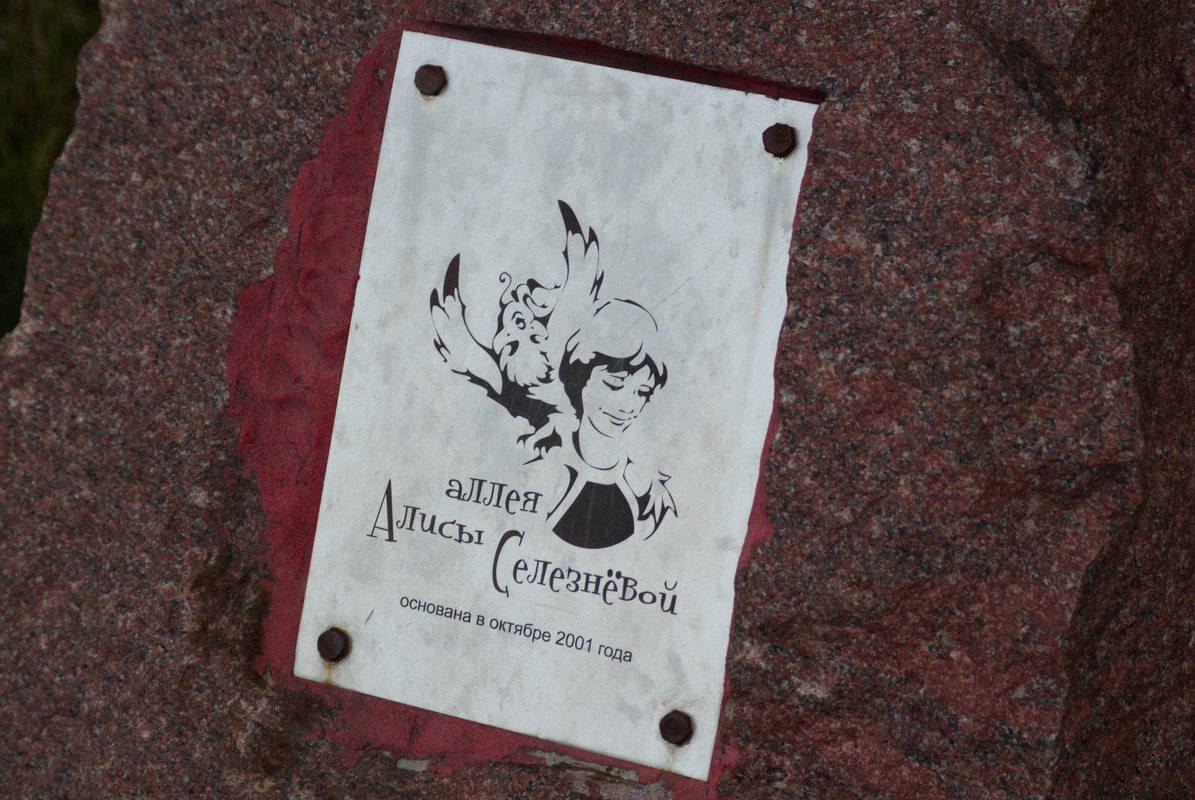 аллея
Алисы Селезнёвой
основана в октябре 2001 года